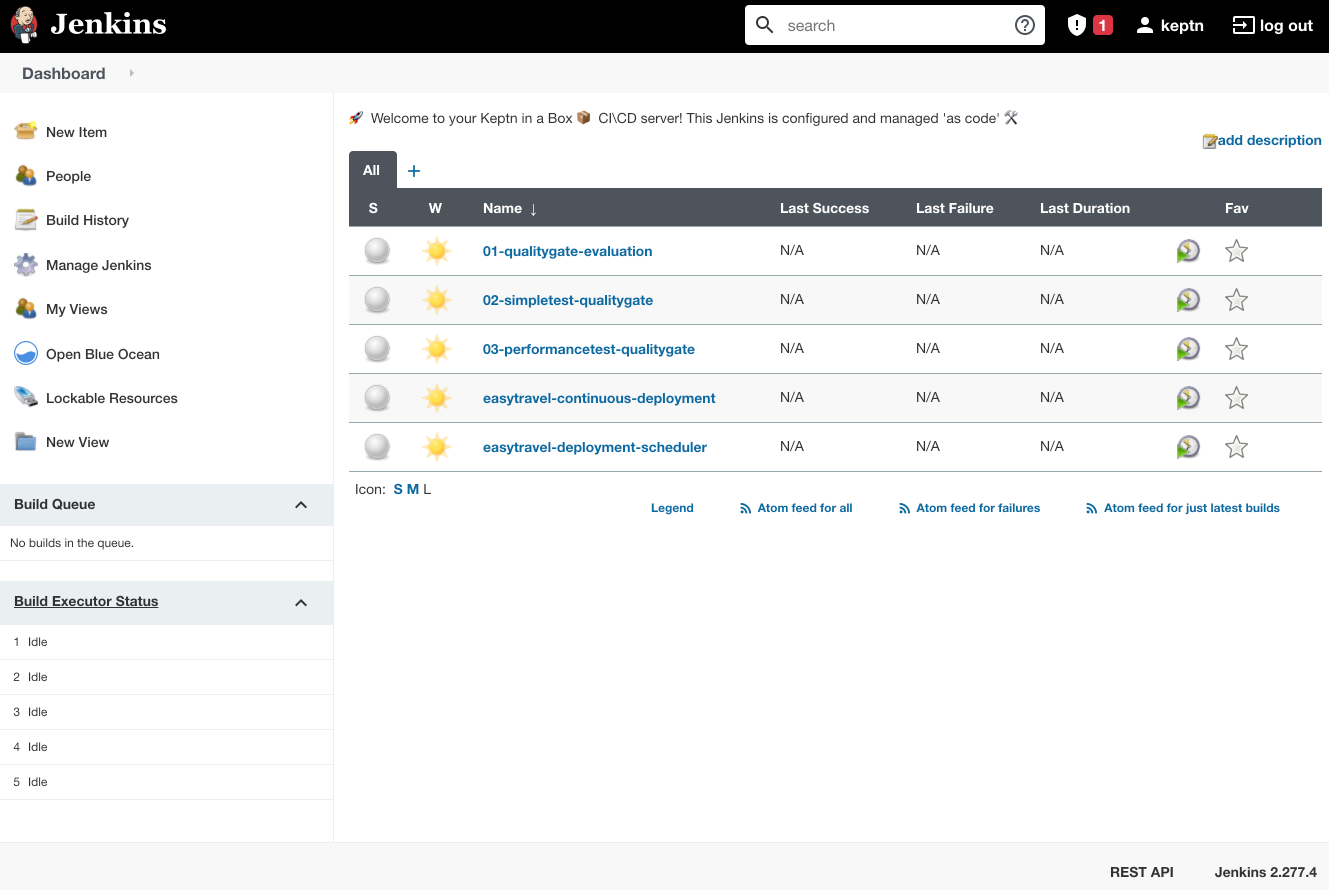 Jenkins
search
1
keptn
log out
Dashboard
New Item
People
Build History
Manage Jenkins
My Views
Open Blue Ocean
Lockable Resources
New View
Build Queue
No builds in the queue.
Build Executor Status
1 Idle
2 Idle
3 Idle
4 Idle
5 Idle
Welcome to your Keptn in a Box 📦 CI\CD server! This Jenkins is configured and managed 'as code' 🛠
add description
All +
S W Name ↓ Last Success Last Failure Last Duration Fav
01-qualitygate-evaluation N/A N/A N/A
02-simpletest-qualitygate N/A N/A N/A
03-performancetest-qualitygate N/A N/A N/A
easytravel-continuous-deployment N/A N/A N/A
easytravel-deployment-scheduler N/A N/A N/A
Icon: S M L
Legend Atom feed for all Atom feed for failures Atom feed for just latest builds
REST API Jenkins 2.277.4